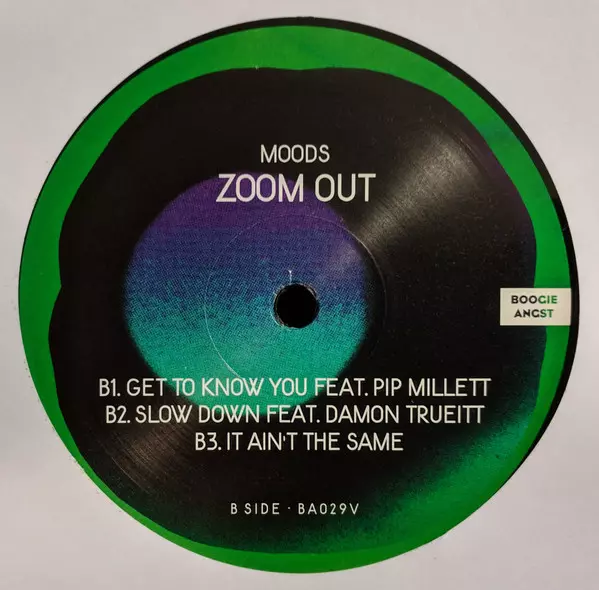 MOODS
ZOOM OUT
BOOGIE
ANGST
B1. GET TO KNOW YOU FEAT. PIP MILLETT
B2. SLOW DOWN FEAT. DAMON TRUEITT
B3. IT AIN'T THE SAME
B SIDE · BA029V